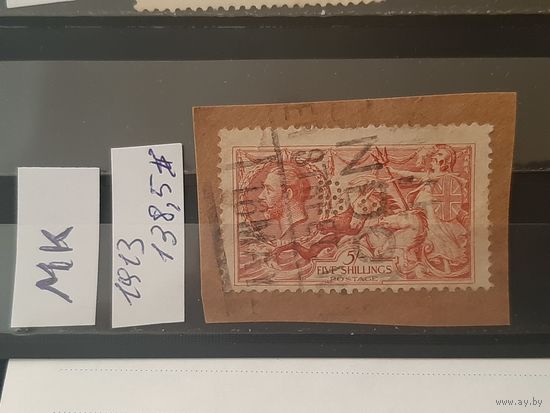 MK
1913
138,5#
5/-
FIVE SHILLINGS
POSTAGE
www.ay.by